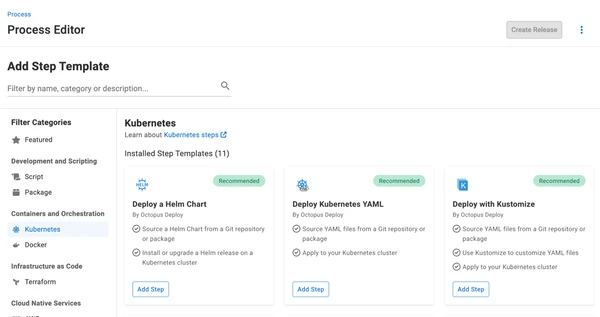 Process
Process Editor
Create Release
Add Step Template
Filter by name, category or description...
Filter Categories
Featured
Development and Scripting
Script
Package
Containers and Orchestration
Kubernetes
Docker
Infrastructure as Code
Terraform
Cloud Native Services
Kubernetes
Learn about Kubernetes steps
Installed Step Templates (11)
HELM
Recommended
Deploy a Helm Chart
By Octopus Deploy
Source a Helm Chart from a Git repository
or package
Install or upgrade a Helm release on a
Kubernetes cluster
Add Step
Recommended
Deploy Kubernetes YAML
By Octopus Deploy
Source YAML files from a Git repository or
package
Apply to your Kubernetes cluster
Add Step
Recommended
Deploy with Kustomize
By Octopus Deploy
Source YAML files from a Git repository or
package
Use Kustomize to customize YAML files
Apply to your Kubernetes cluster
Add Step